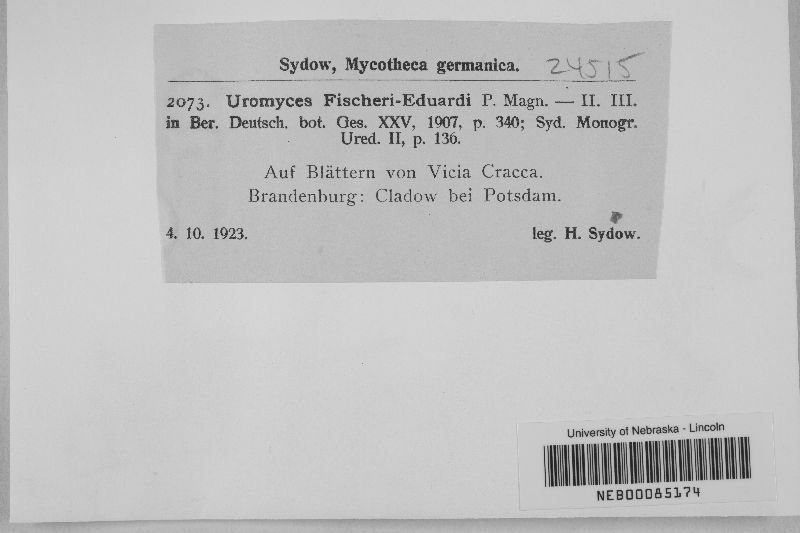 Sydow, Mycotheca germanica. 24515
2073. Uromyces Fischeri-Eduardi P. Magn. — II. III.
in Ber. Deutsch. bot. Ges. XXV, 1907, p. 340; Syd. Monogr.
Ured. II, p. 136.
Auf Blättern von Vicia Cracca.
Brandenburg: Cladow bei Potsdam.
4. 10. 1923. leg. H. Sydow.
University of Nebraska - Lincoln
NEB00085174